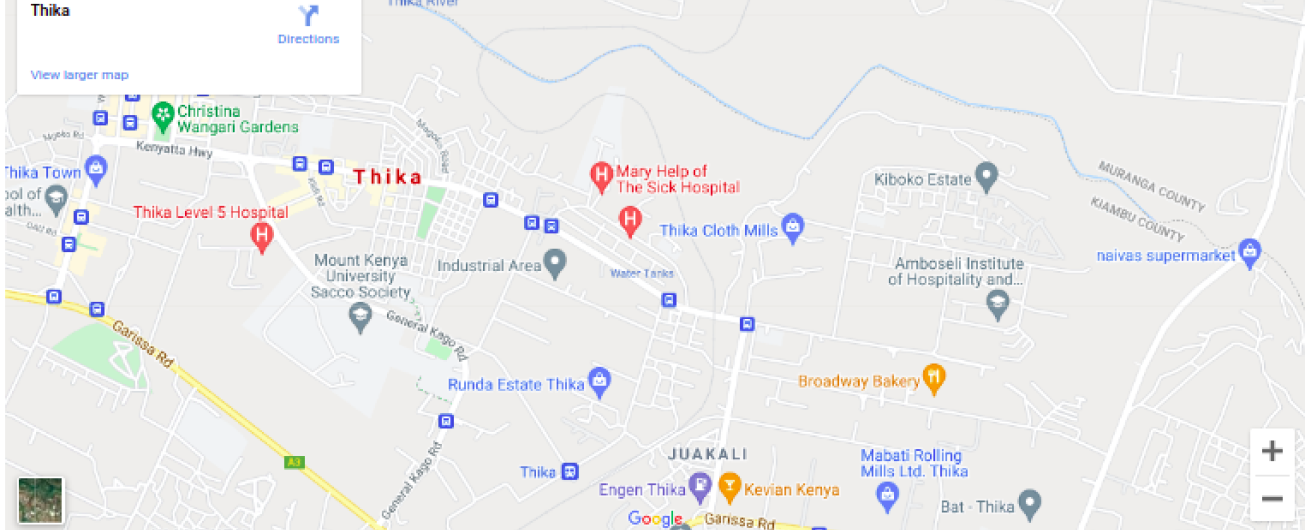 Thika
Directions
View larger map
Thika River
Christina
Wangari Gardens
Kenyatta Hwy
Thika
Thika Town
Thika Level 5 Hospital
Mary Help of
The Sick Hospital
Kiboko Estate
MURANGA COUNTY
KIAMBU COUNTY
Thika Cloth Mills
naivas supermarket
Mount Kenya
University
Sacco Society
Industrial Area
Water Tanks
Amboseli Institute
of Hospitality and...
General Kago Rd
Garissa Rd
Runda Estate Thika
Broadway Bakery
A3
General Kago Rd
Thika
JUAKALI
Engen Thika
Kevian Kenya
Mabati Rolling
Mills Ltd. Thika
Bat - Thika
Google
Garissa Rd
+
−